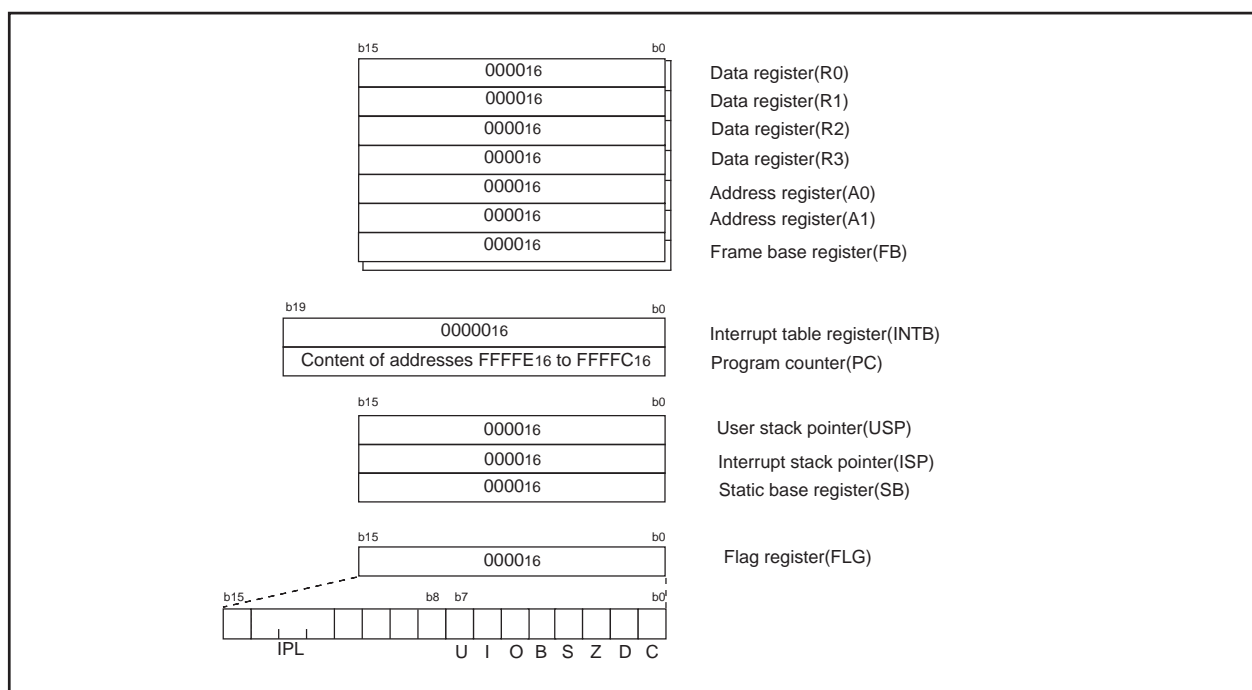 b15 b0
000016 Data register(R0)
000016 Data register(R1)
000016 Data register(R2)
000016 Data register(R3)
000016 Address register(A0)
000016 Address register(A1)
000016 Frame base register(FB)
b19 b0
0000016 Interrupt table register(INTB)
Content of addresses FFFFE16 to FFFFC16 Program counter(PC)
b15 b0
000016 User stack pointer(USP)
000016 Interrupt stack pointer(ISP)
000016 Static base register(SB)
b15 b0
000016 Flag register(FLG)
b15 b8 b7 b0
IPL U I O B S Z D C